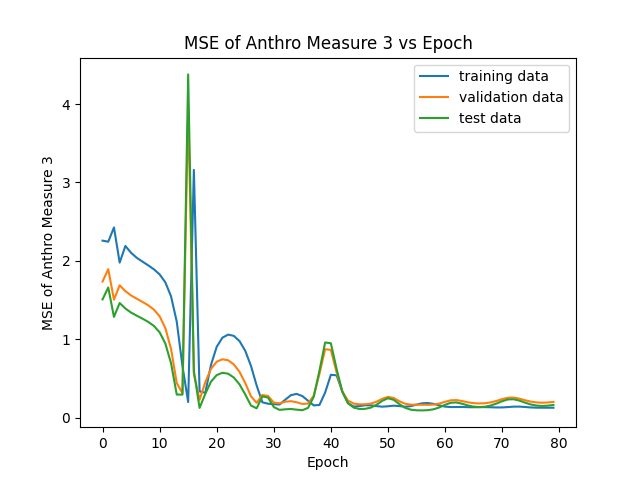 MSE of Anthro Measure 3 vs Epoch
training data
validation data
test data
MSE of Anthro Measure 3
4
3
2
1
0
0 10 20 30 40 50 60 70 80
Epoch